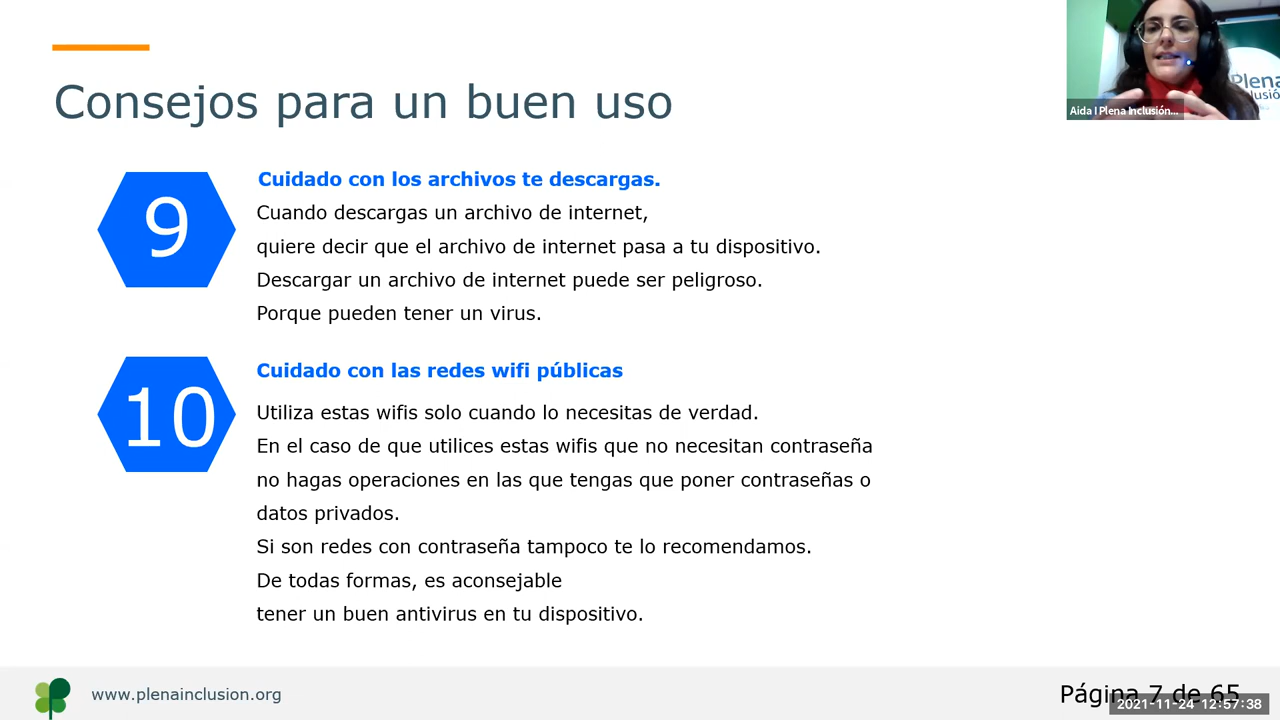 Consejos para un buen uso
9
Cuidado con los archivos te descargas.
Cuando descargas un archivo de internet,
quiere decir que el archivo de internet pasa a tu dispositivo.
Descargar un archivo de internet puede ser peligroso.
Porque pueden tener un virus.
10
Cuidado con las redes wifi públicas
Utiliza estas wifis solo cuando lo necesitas de verdad.
En el caso de que utilices estas wifis que no necesitan contraseña
no hagas operaciones en las que tengas que poner contraseñas o
datos privados.
Si son redes con contraseña tampoco te lo recomendamos.
De todas formas, es aconsejable
tener un buen antivirus en tu dispositivo.
Plena
Aida I Plena Inclusión...
www.plenainclusion.org
Página 7 de 65
2021-11-24 12:57:38